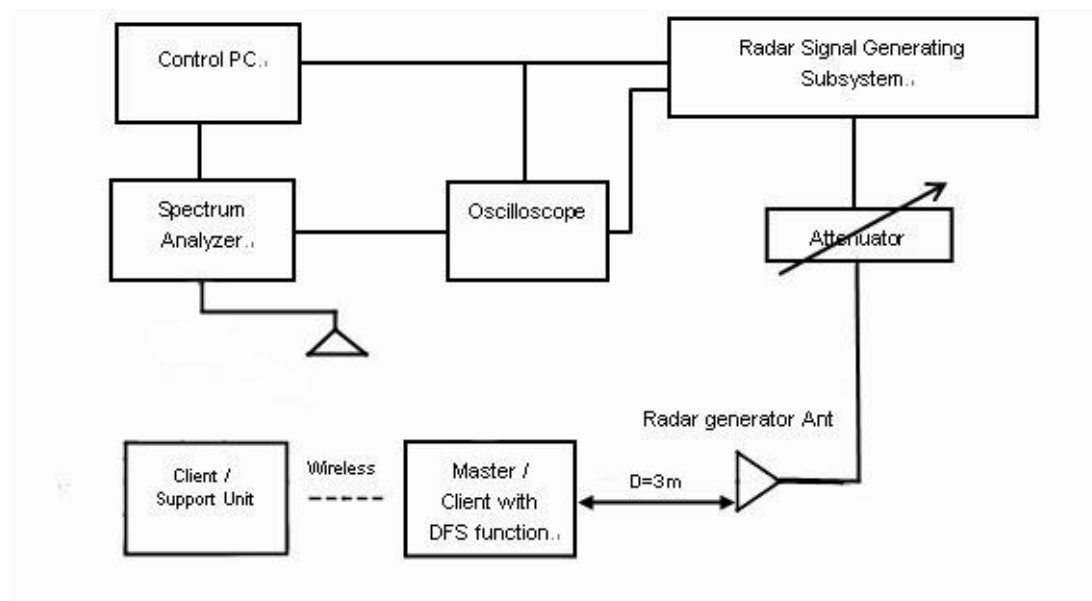 Control PC.
Radar Signal Generating
Subsystem.
Spectrum
Analyzer..
Oscilloscope
Attenuator
Radar generator Ant
Client /
Support Unit
Wireless
Master /
Client with
DFS function..
D=3m